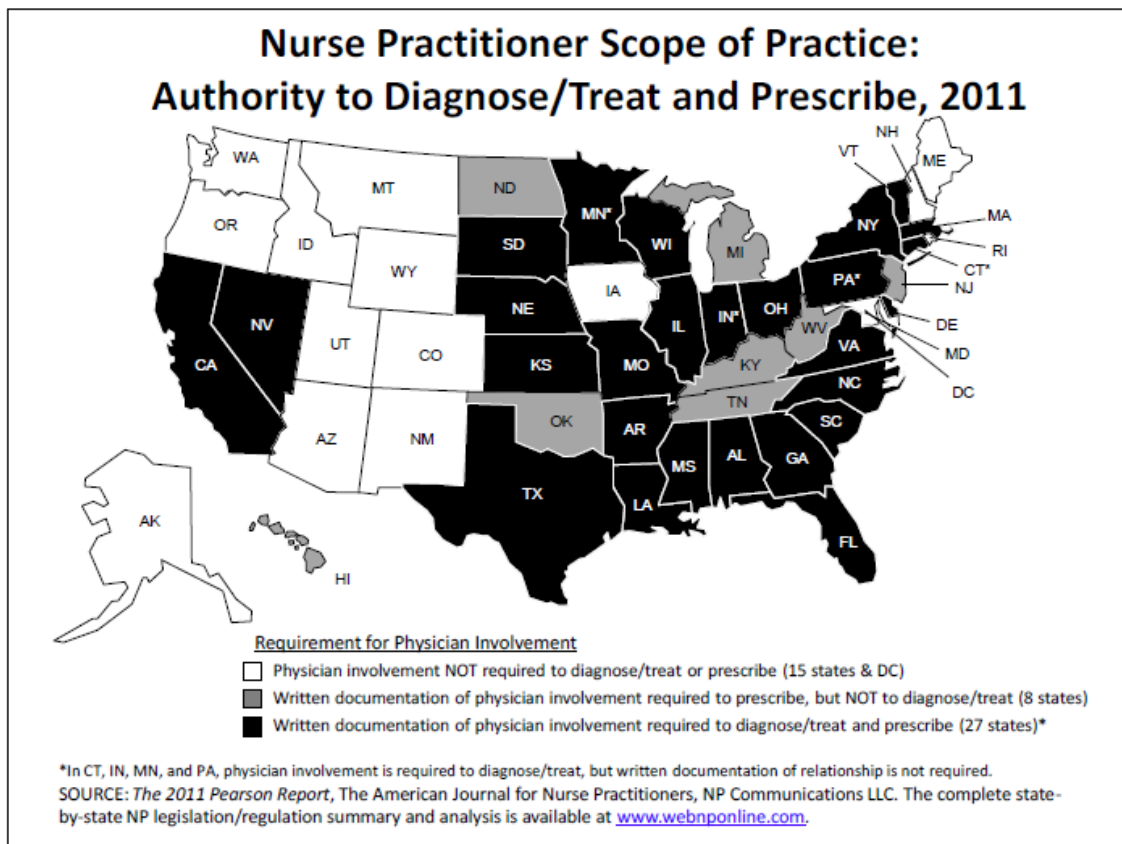 Nurse Practitioner Scope of Practice:
Authority to Diagnose/Treat and Prescribe, 2011
NH
VT
WA
ME
MT
ND
MN*
OR
NY
MA
ID
SD
WI
MI
RI
WY
CT*
PA*
NJ
IA
NE
OH
IN*
IL
NV
UT
DE
WV
CO
VA
MD
CA
KS
MO
KY
NC
DC
TN
OK
SC
AZ
NM
AR
MS
AL
GA
TX
LA
AK
FL
HI
Requirement for Physician Involvement
Physician involvement NOT required to diagnose/treat or prescribe (15 states & DC)
Written documentation of physician involvement required to prescribe, but NOT to diagnose/treat (8 states)
Written documentation of physician involvement required to diagnose/treat and prescribe (27 states)*
*In CT, IN, MN, and PA, physician involvement is required to diagnose/treat, but written documentation of relationship is not required.
SOURCE: The 2011 Pearson Report, The American Journal for Nurse Practitioners, NP Communications LLC. The complete state-
by-state NP legislation/regulation summary and analysis is available at www.webnponline.com.